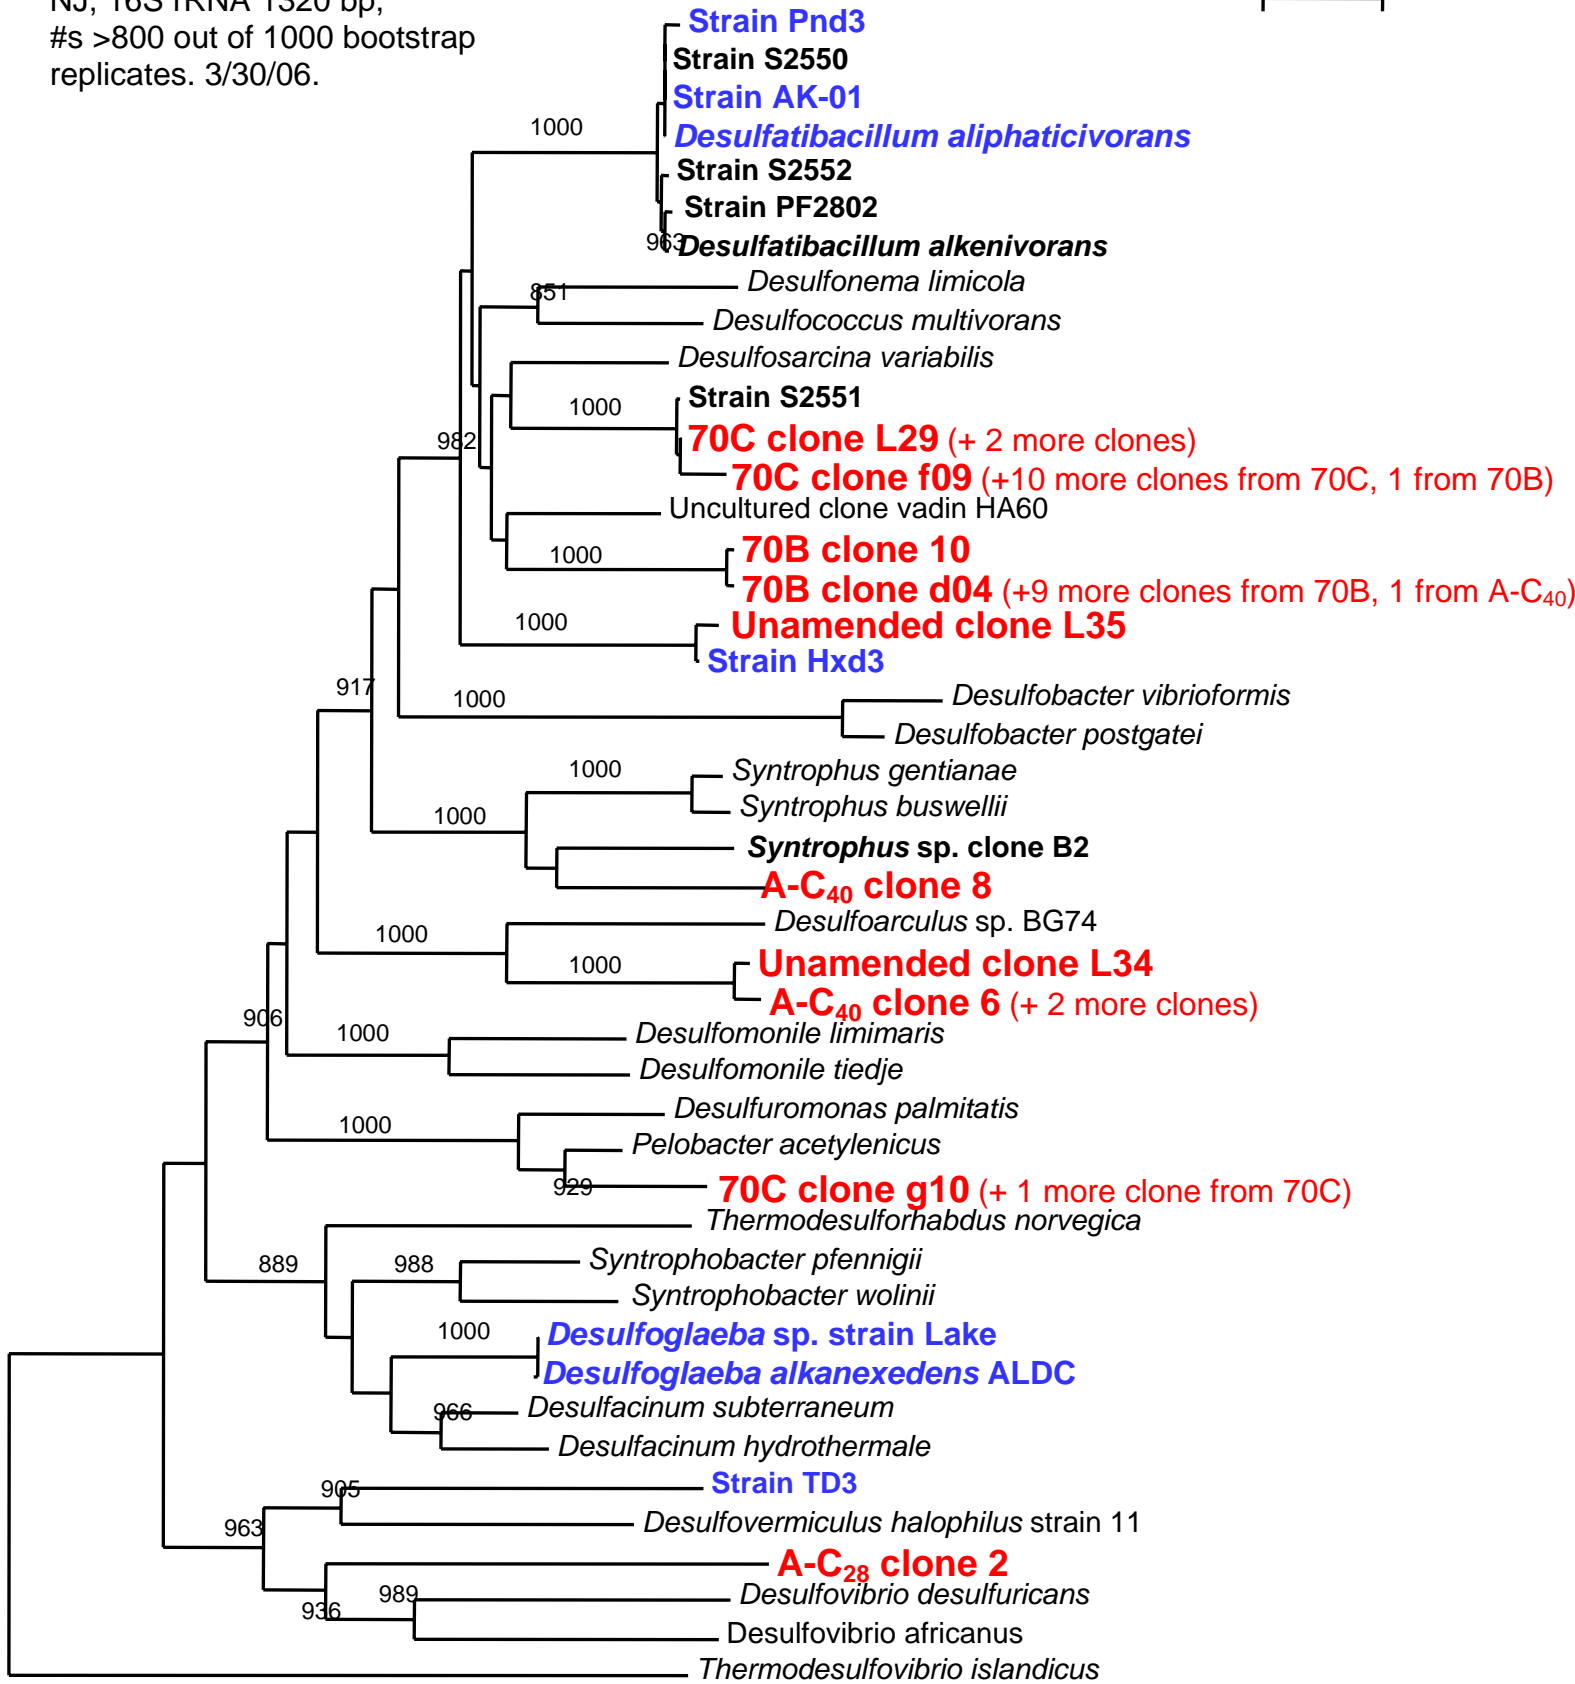 NJ, 16S rRNA 1320 bp,
#s >800 out of 1000 bootstrap
replicates. 3/30/06.
Strain Pnd3
Strain S2550
Strain AK-01
1000
Desulfatibacillum aliphaticivorans
Strain S2552
Strain PF2802
963
Desulfatibacillum alkenivorans
Desulfonema limicola
851
Desulfococcus multivorans
Desulfosarcina variabilis
Strain S2551
1000
982
70C clone L29 (+ 2 more clones)
70C clone f09 (+10 more clones from 70C, 1 from 70B)
Uncultured clone vadin HA60
70B clone 10
1000
70B clone d04 (+9 more clones from 70B, 1 from A-C40)
1000
Unamended clone L35
Strain Hxd3
917
1000
Desulfobacter vibrioformis
Desulfobacter postgatei
1000
Syntrophus gentianae
Syntrophus buswellii
1000
Syntrophus sp. clone B2
A-C40 clone 8
Desulfoarculus sp. BG74
1000
1000
Unamended clone L34
A-C40 clone 6 (+ 2 more clones)
906
1000
Desulfomonile limimaris
Desulfomonile tiedje
Desulfuromonas palmitatis
1000
Pelobacter acetylenicus
929
70C clone g10 (+ 1 more clone from 70C)
Thermodesulforhabdus norvegica
889
988
Syntrophobacter pfennigii
Syntrophobacter wolinii
1000
Desulfoglaeba sp. strain Lake
Desulfoglaeba alkanexedens ALDC
966
Desulfacinum subterraneum
Desulfacinum hydrothermale
905
Strain TD3
963
Desulfovermiculus halophilus strain 11
A-C28 clone 2
989
Desulfovibrio desulfuricans
936
Desulfovibrio africanus
Thermodesulfovibrio islandicus